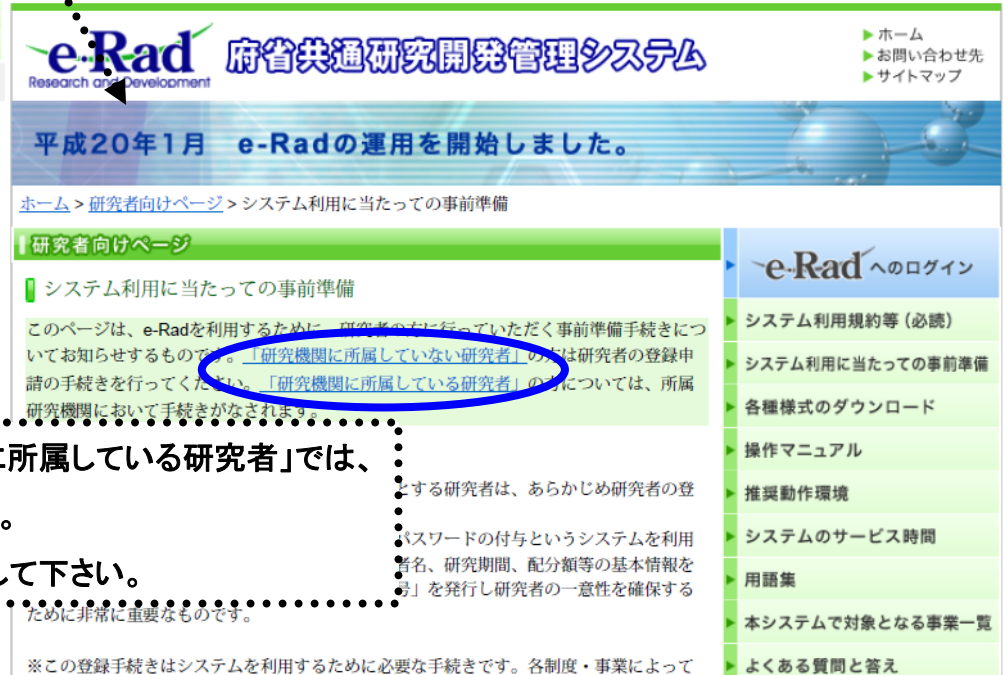 e-Rad 府省共通研究開発管理システム
Research and Development
ホーム
お問い合わせ先
サイトマップ
平成20年1月 e-Radの運用を開始しました。
ホーム > 研究者向けページ > システム利用に当たっての事前準備
研究者向けページ
システム利用に当たっての事前準備
このページは、e-Radを利用するために、研究者の方に行っていただく事前準備手続きにつ
いてお知らせするものです。「研究機関に所属していない研究者」の方は研究者の登録申
請の手続きを行ってください。「研究機関に所属している研究者」の方については、所属
研究機関において手続きがなされます。
所属している研究者」では、
。
して下さい。
とする研究者は、あらかじめ研究者の登
パスワードの付与というシステムを利用
者名、研究期間、配分額等の基本情報を
号」を発行し研究者の一意性を確保する
ために非常に重要なものです。
※この登録手続きはシステムを利用するために必要な手続きです。各制度・事業によって
e-Rad へのログイン
システム利用規約等（必読）
システム利用に当たっての事前準備
各種様式のダウンロード
操作マニュアル
推奨動作環境
システムのサービス時間
用語集
本システムで対象となる事業一覧
よくある質問と答え